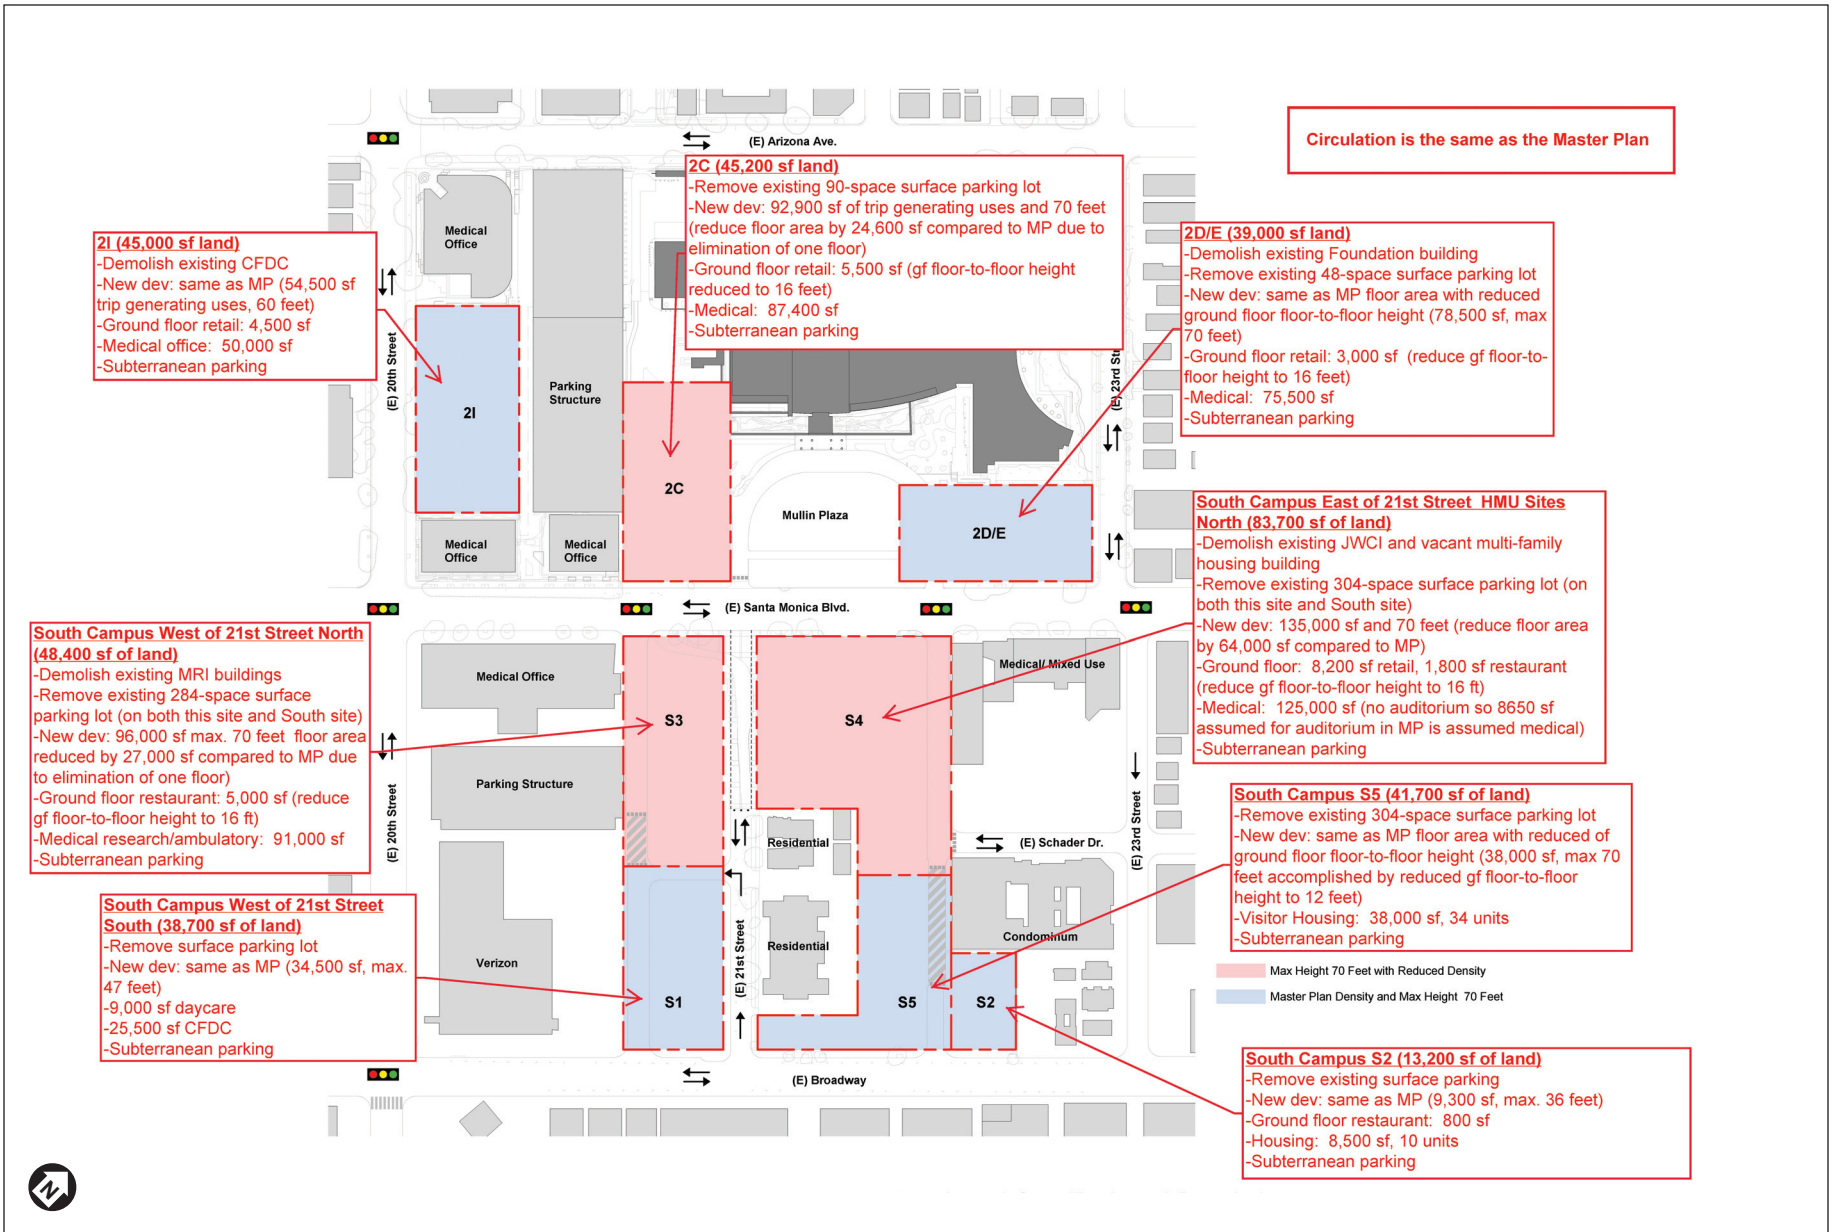 Circulation is the same as the Master Plan
(E) Arizona Ave.
2C (45,200 sf land)
-Remove existing 90-space surface parking lot
-New dev: 92,900 sf of trip generating uses and 70 feet
(reduce floor area by 24,600 sf compared to MP due to
elimination of one floor)
-Ground floor retail: 5,500 sf (gf floor-to-floor height
reduced to 16 feet)
-Medical: 87,400 sf
-Subterranean parking
2I (45,000 sf land)
-Demolish existing CFDC
-New dev: same as MP (54,500 sf
trip generating uses, 60 feet)
-Ground floor retail: 4,500 sf
-Medical office: 50,000 sf
-Subterranean parking
2D/E (39,000 sf land)
-Demolish existing Foundation building
-Remove existing 48-space surface parking lot
-New dev: same as MP floor area with reduced
ground floor floor-to-floor height (78,500 sf, max
70 feet)
-Ground floor retail: 3,000 sf (reduce gf floor-to-
floor height to 16 feet)
-Medical: 75,500 sf
-Subterranean parking
Medical
Office
(E) 20th Street
Parking
Structure
2I
2C
Mullin Plaza
2D/E
(E) 23rd Str
Medical
Office
Medical
Office
(E) Santa Monica Blvd.
South Campus East of 21st Street HMU Sites
North (83,700 sf of land)
-Demolish existing JWCI and vacant multi-family
housing building
-Remove existing 304-space surface parking lot (on
both this site and South site)
-New dev: 135,000 sf and 70 feet (reduce floor area
by 64,000 sf compared to MP)
-Ground floor: 8,200 sf retail, 1,800 sf restaurant
(reduce gf floor-to-floor height to 16 ft)
-Medical: 125,000 sf (no auditorium so 8650 sf
assumed for auditorium in MP is assumed medical)
-Subterranean parking
South Campus West of 21st Street North
(48,400 sf of land)
-Demolish existing MRI buildings
-Remove existing 284-space surface
parking lot (on both this site and South site)
-New dev: 96,000 sf max. 70 feet floor area
reduced by 27,000 sf compared to MP due
to elimination of one floor)
-Ground floor restaurant: 5,000 sf (reduce
gf floor-to-floor height to 16 ft)
-Medical research/ambulatory: 91,000 sf
-Subterranean parking
Medical Office
S3
S4
Medical/ Mixed Use
(E) 20th Street
Parking Structure
Residential
(E) Schader Dr.
(E) 23rd Street
South Campus S5 (41,700 sf of land)
-Remove existing 304-space surface parking lot
-New dev: same as MP floor area with reduced of
ground floor floor-to-floor height (38,000 sf, max 70
feet accomplished by reduced gf floor-to-floor
height to 12 feet)
-Visitor Housing: 38,000 sf, 34 units
-Subterranean parking
South Campus West of 21st Street
South (38,700 sf of land)
-Remove surface parking lot
-New dev: same as MP (34,500 sf, max.
47 feet)
-9,000 sf daycare
-25,500 sf CFDC
-Subterranean parking
Verizon
S1
(E) 21st Street
Residential
S5
S2
Condominum
Max Height 70 Feet with Reduced Density
Master Plan Density and Max Height 70 Feet
(E) Broadway
South Campus S2 (13,200 sf of land)
-Remove existing surface parking
-New dev: same as MP (9,300 sf, max. 36 feet)
-Ground floor restaurant: 800 sf
-Housing: 8,500 sf, 10 units
-Subterranean parking
N